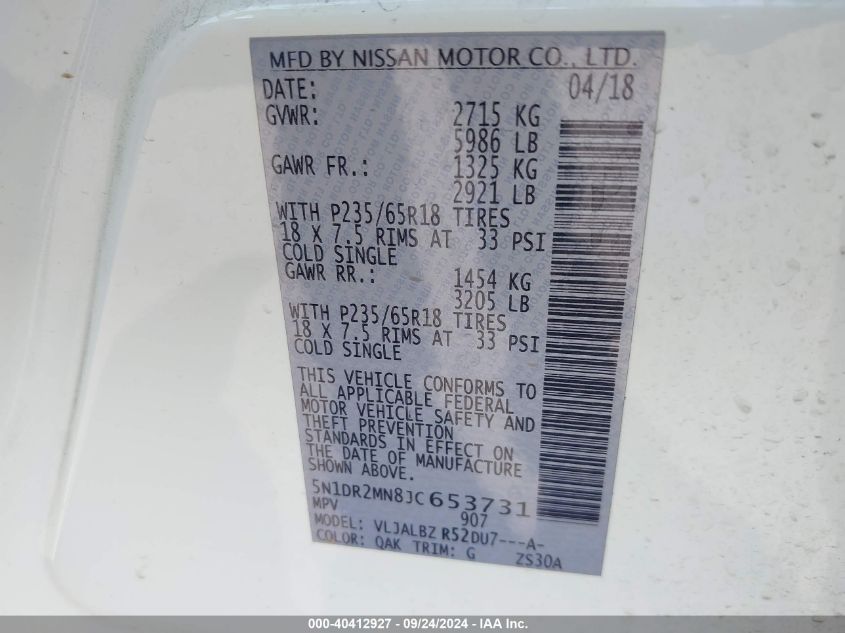 MFD BY NISSAN MOTOR CO., LTD.
DATE: 04/18
GVWR: 2715 KG
5986 LB
GAWR FR.: 1325 KG
2921 LB
WITH P235/65R18 TIRES
18 X 7.5 RIMS AT 33 PSI
COLD SINGLE
GAWR RR.: 1454 KG
3205 LB
WITH P235/65R18 TIRES
18 X 7.5 RIMS AT 33 PSI
COLD SINGLE
THIS VEHICLE CONFORMS TO
ALL APPLICABLE FEDERAL
MOTOR VEHICLE SAFETY AND
THEFT PREVENTION
STANDARDS IN EFFECT ON
THE DATE OF MANUFACTURE
SHOWN ABOVE.
5N1DR2MN8JC653731
MPV 907
MODEL: VLJALBZ R52DU7---A-
COLOR: QAK TRIM: G ZS30A
000-40412927 - 09/24/2024 - IAA Inc.